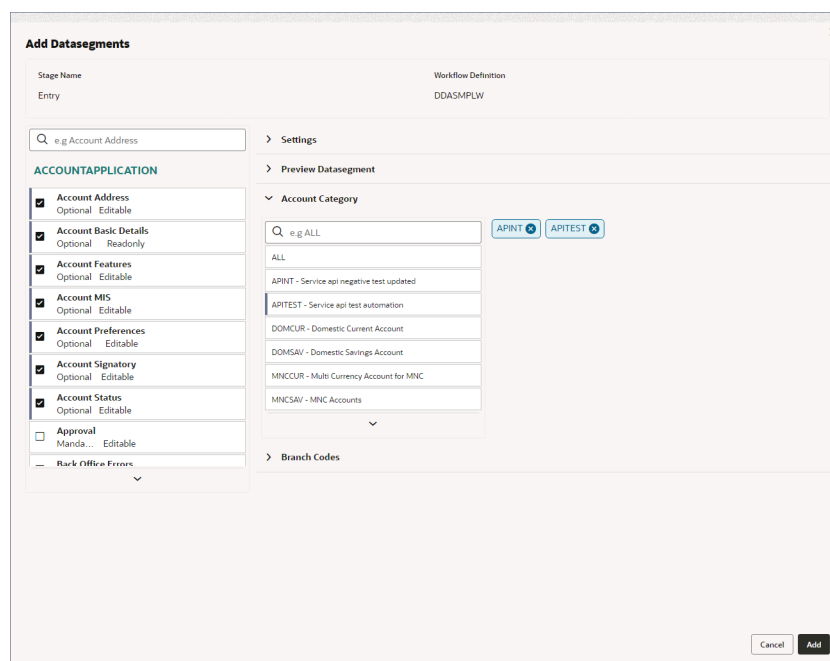 Add Datasegments
Stage Name
Workflow Definition
Entry
DDASMPLW
e.g Account Address
ACCOUNTAPPLICATION
Account Address
Optional Editable
Account Basic Details
Optional Readonly
Account Features
Optional Editable
Account MIS
Optional Editable
Account Preferences
Optional Editable
Account Signatory
Optional Editable
Account Status
Optional Editable
Approval
Manda... Editable
Back Office Errors
Settings
Preview Datasegment
Account Category
e.g ALL
APINT
APITEST
ALL
APINT - Service api negative test updated
APITEST - Service api test automation
DOMCUR - Domestic Current Account
DOMSAV - Domestic Savings Account
MNCCUR - Multi Currency Account for MNC
MNCSAV - MNC Accounts
Branch Codes
Cancel
Add